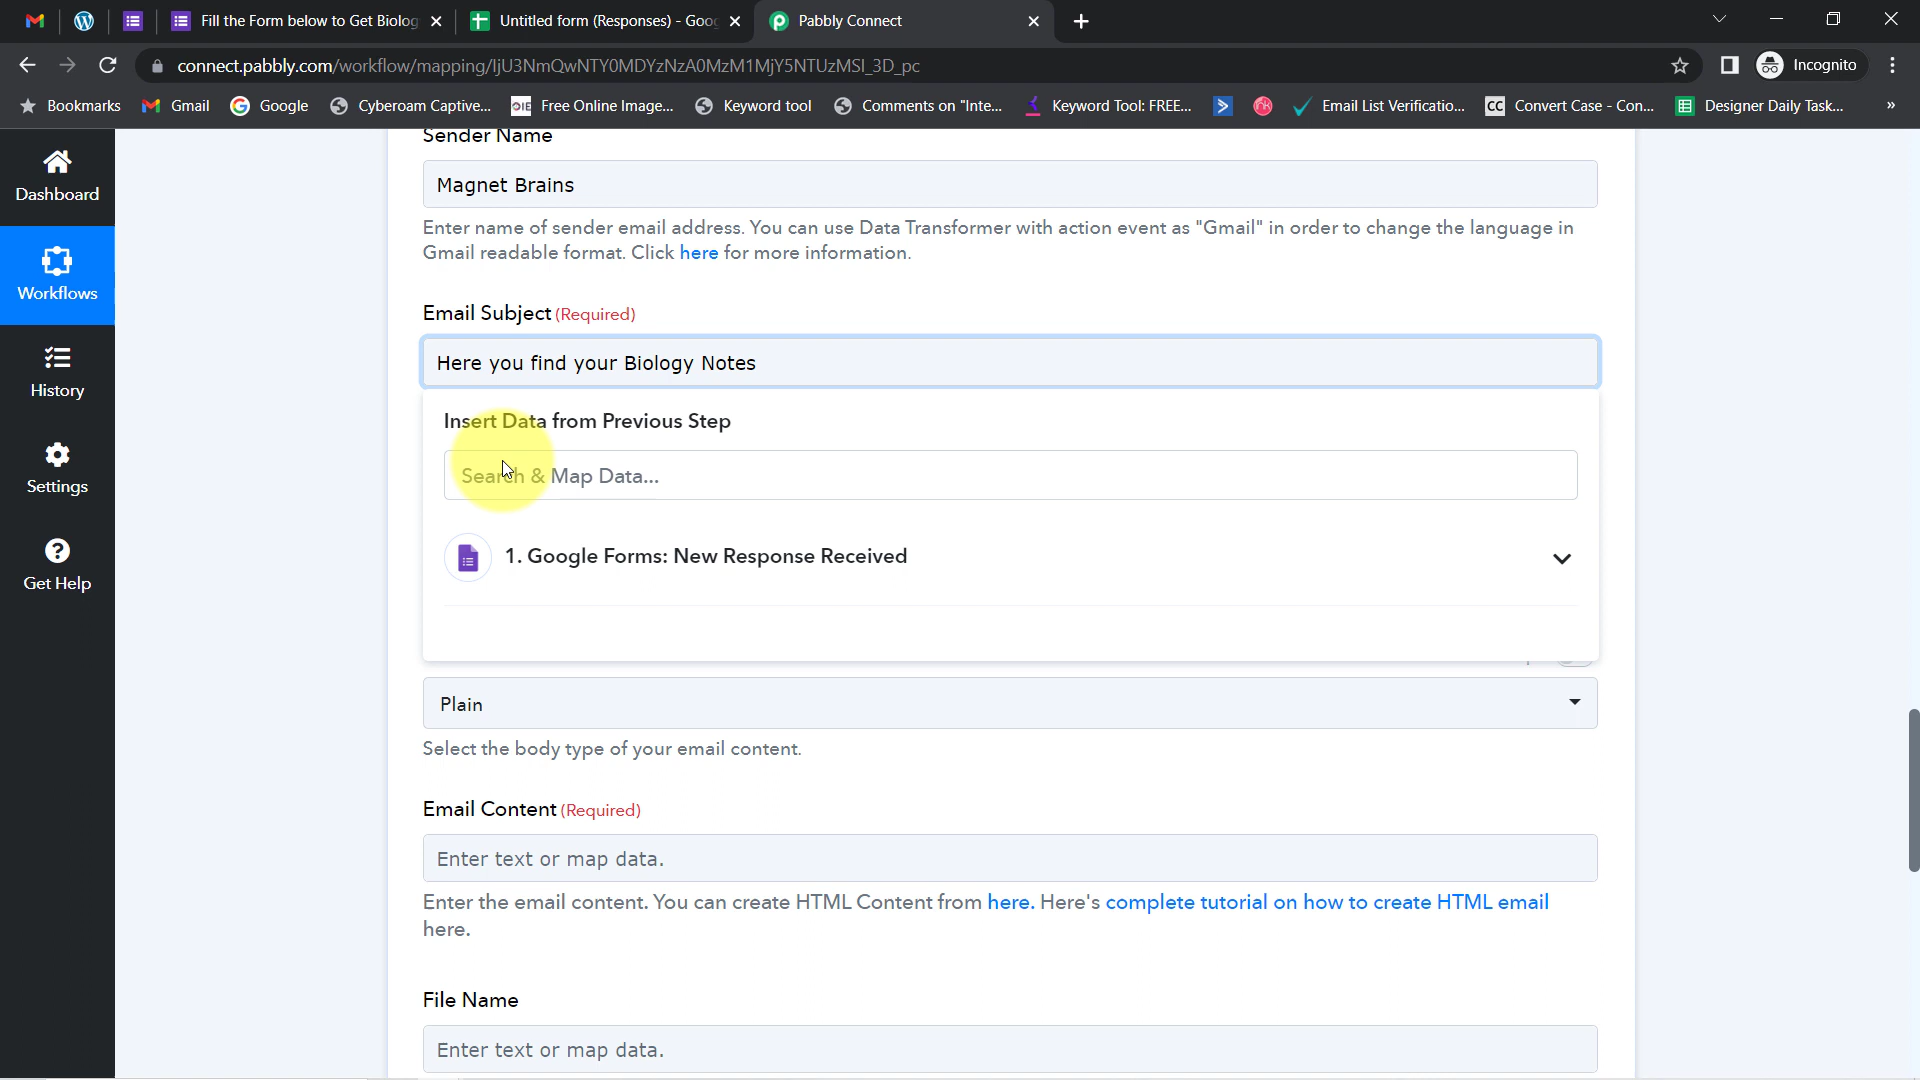 Fill the Form below to Get Biolog
Untitled form (Responses) - Goog
Pabbly Connect
connect.pabbly.com/workflow/mapping/IjU3NmQwNTY0MDYzNzA0MzM1MjY5NTUzMSI_3D_pc
Incognito
Bookmarks
Gmail
Google
Cyberoam Captive...
OIE
Free Online Image...
Keyword tool
Comments on "Inte...
Keyword Tool: FREE...
Email List Verificatio...
CC
Convert Case - Con...
Designer Daily Task...
»
Dashboard
Workflows
History
Settings
Get Help
Sender Name
Magnet Brains
Enter name of sender email address. You can use Data Transformer with action event as "Gmail" in order to change the language in
Gmail readable format. Click here for more information.
Email Subject (Required)
Here you find your Biology Notes
Insert Data from Previous Step
Search & Map Data...
1. Google Forms: New Response Received
Plain
Select the body type of your email content.
Email Content (Required)
Enter text or map data.
Enter the email content. You can create HTML Content from here. Here's complete tutorial on how to create HTML email
here.
File Name
Enter text or map data.